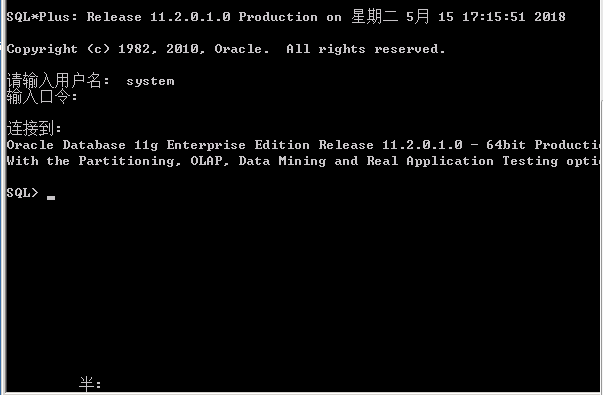 SQL*Plus: Release 11.2.0.1.0 Production on 星期二 5月 15 17:15:51 2018
Copyright (c) 1982, 2010, Oracle.  All rights reserved.
请输入用户名:  system
输入口令:
连接到:
Oracle Database 11g Enterprise Edition Release 11.2.0.1.0 - 64bit Producti
With the Partitioning, OLAP, Data Mining and Real Application Testing opti
SQL>
半: